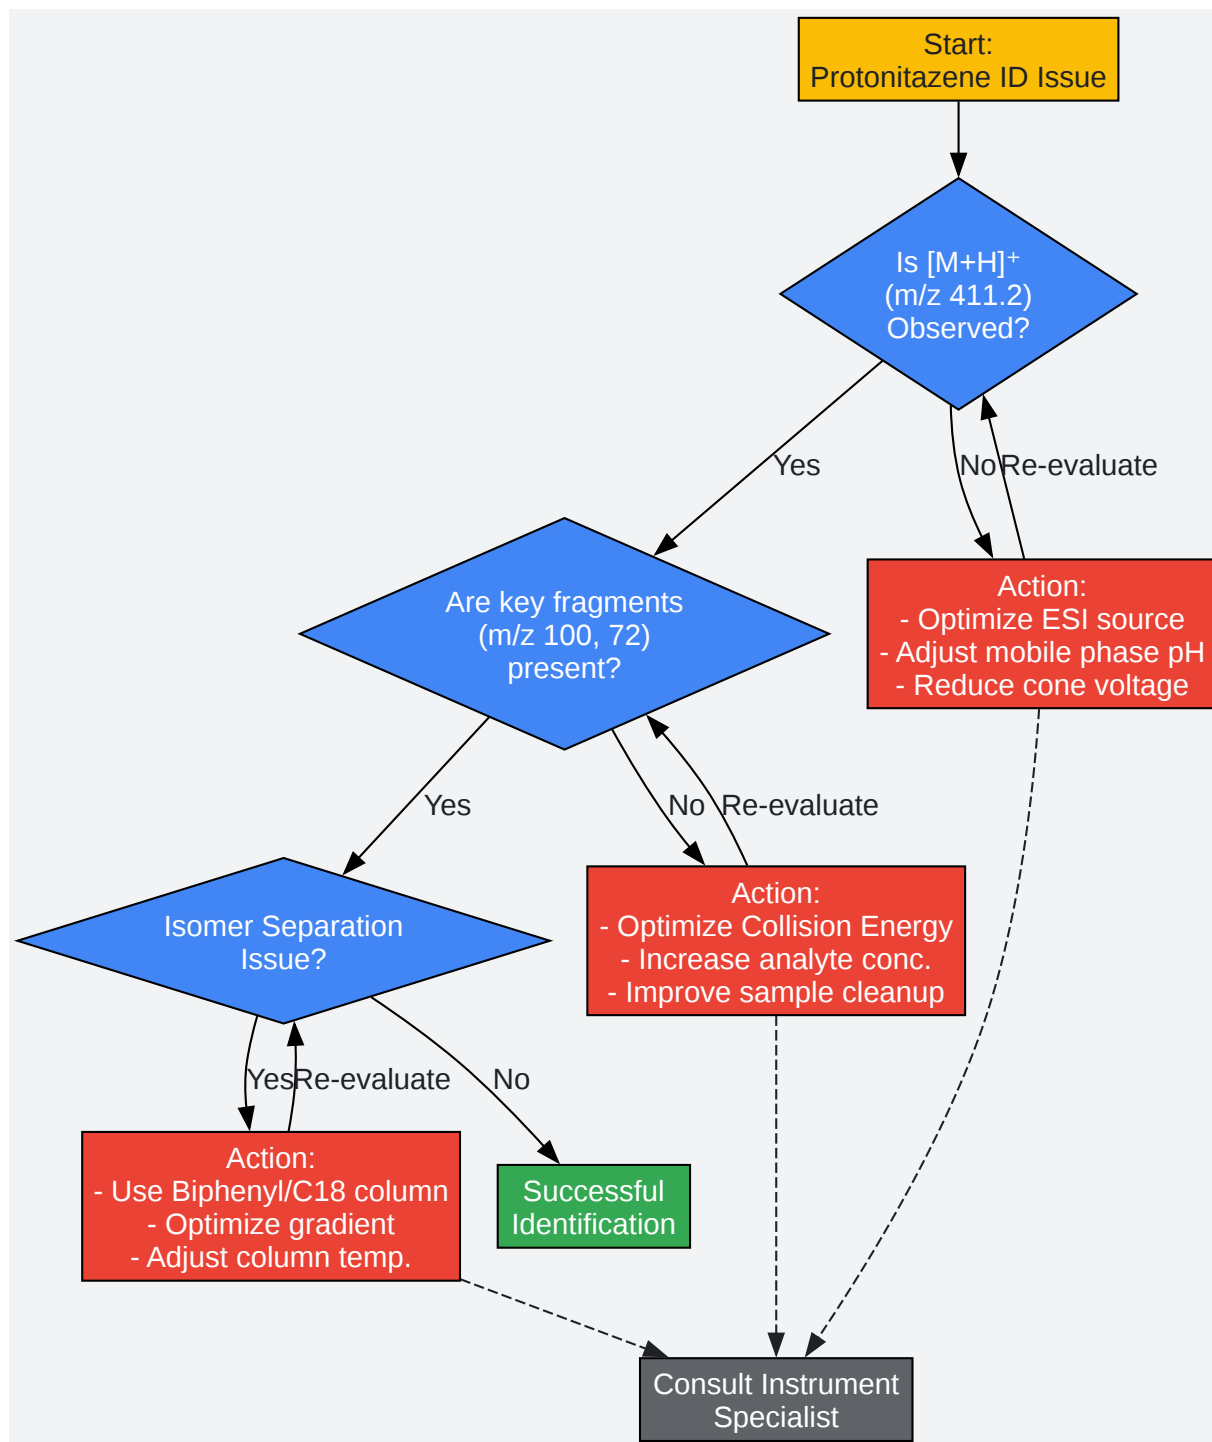 Start:
Protonitazene ID Issue
Is [M+H]⁺
(m/z 411.2)
Observed?
Yes
No
Re-evaluate
Are key fragments
(m/z 100, 72)
present?
Action:
- Optimize ESI source
- Adjust mobile phase pH
- Reduce cone voltage
Yes
No
Re-evaluate
Isomer Separation
Issue?
Action:
- Optimize Collision Energy
- Increase analyte conc.
- Improve sample cleanup
Yes
Re-evaluate
No
Action:
- Use Biphenyl/C18 column
- Optimize gradient
- Adjust column temp.
Successful
Identification
Consult Instrument
Specialist